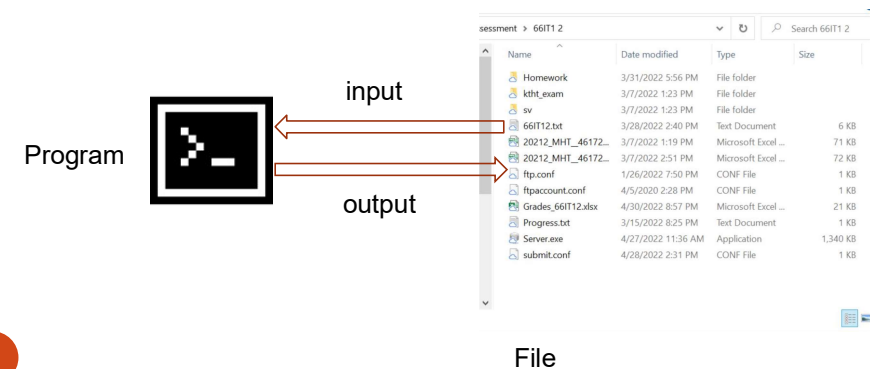 sessment > 66IT1 2 Search 66IT1 2
Name Date modified Type Size
Homework 3/31/2022 5:56 PM File folder
ktht_exam 3/7/2022 1:23 PM File folder
sv 3/7/2022 1:23 PM File folder
66IT12.txt 3/28/2022 2:40 PM Text Document 6 KB
20212_MHT_46172... 3/7/2022 1:19 PM Microsoft Excel ... 71 KB
20212_MHT_46172... 3/7/2022 2:51 PM Microsoft Excel ... 72 KB
ftp.conf 1/26/2022 7:50 PM CONF File 1 KB
ftpaccount.conf 4/5/2020 2:28 PM CONF File 1 KB
Grades_66IT12.xlsx 4/30/2022 8:57 PM Microsoft Excel ... 21 KB
Progress.txt 3/15/2022 8:25 PM Text Document 1 KB
Server.exe 4/27/2022 11:36 AM Application 1,340 KB
submit.conf 4/28/2022 2:31 PM CONF File 1 KB
input
Program
output
File